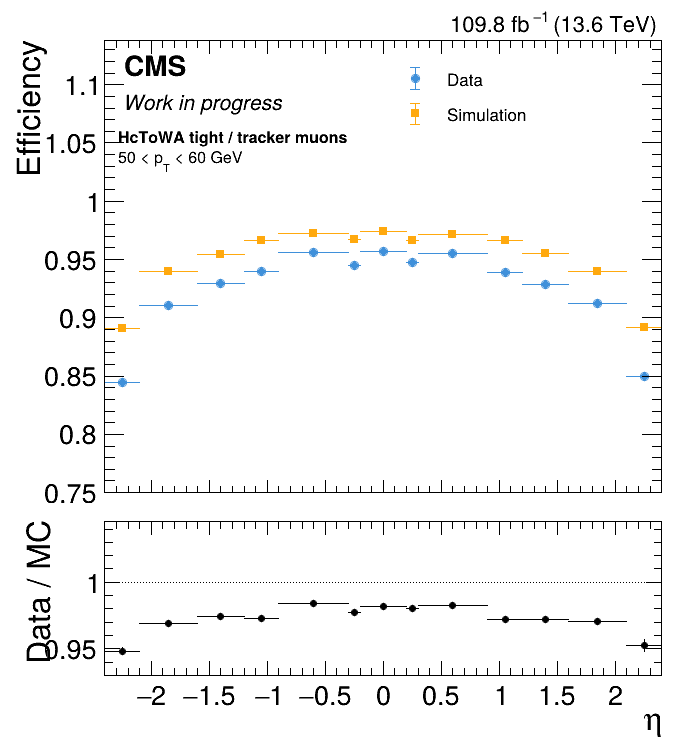 109.8 fb⁻¹ (13.6 TeV)
CMS
Work in progress
HcToWA tight / tracker muons
50 < p_T < 60 GeV
Data
Simulation
Efficiency
1.1
1.05
1
0.95
0.9
0.85
0.8
0.75
Data / MC
1
0.95
−2 −1.5 −1 −0.5 0 0.5 1 1.5 2
η